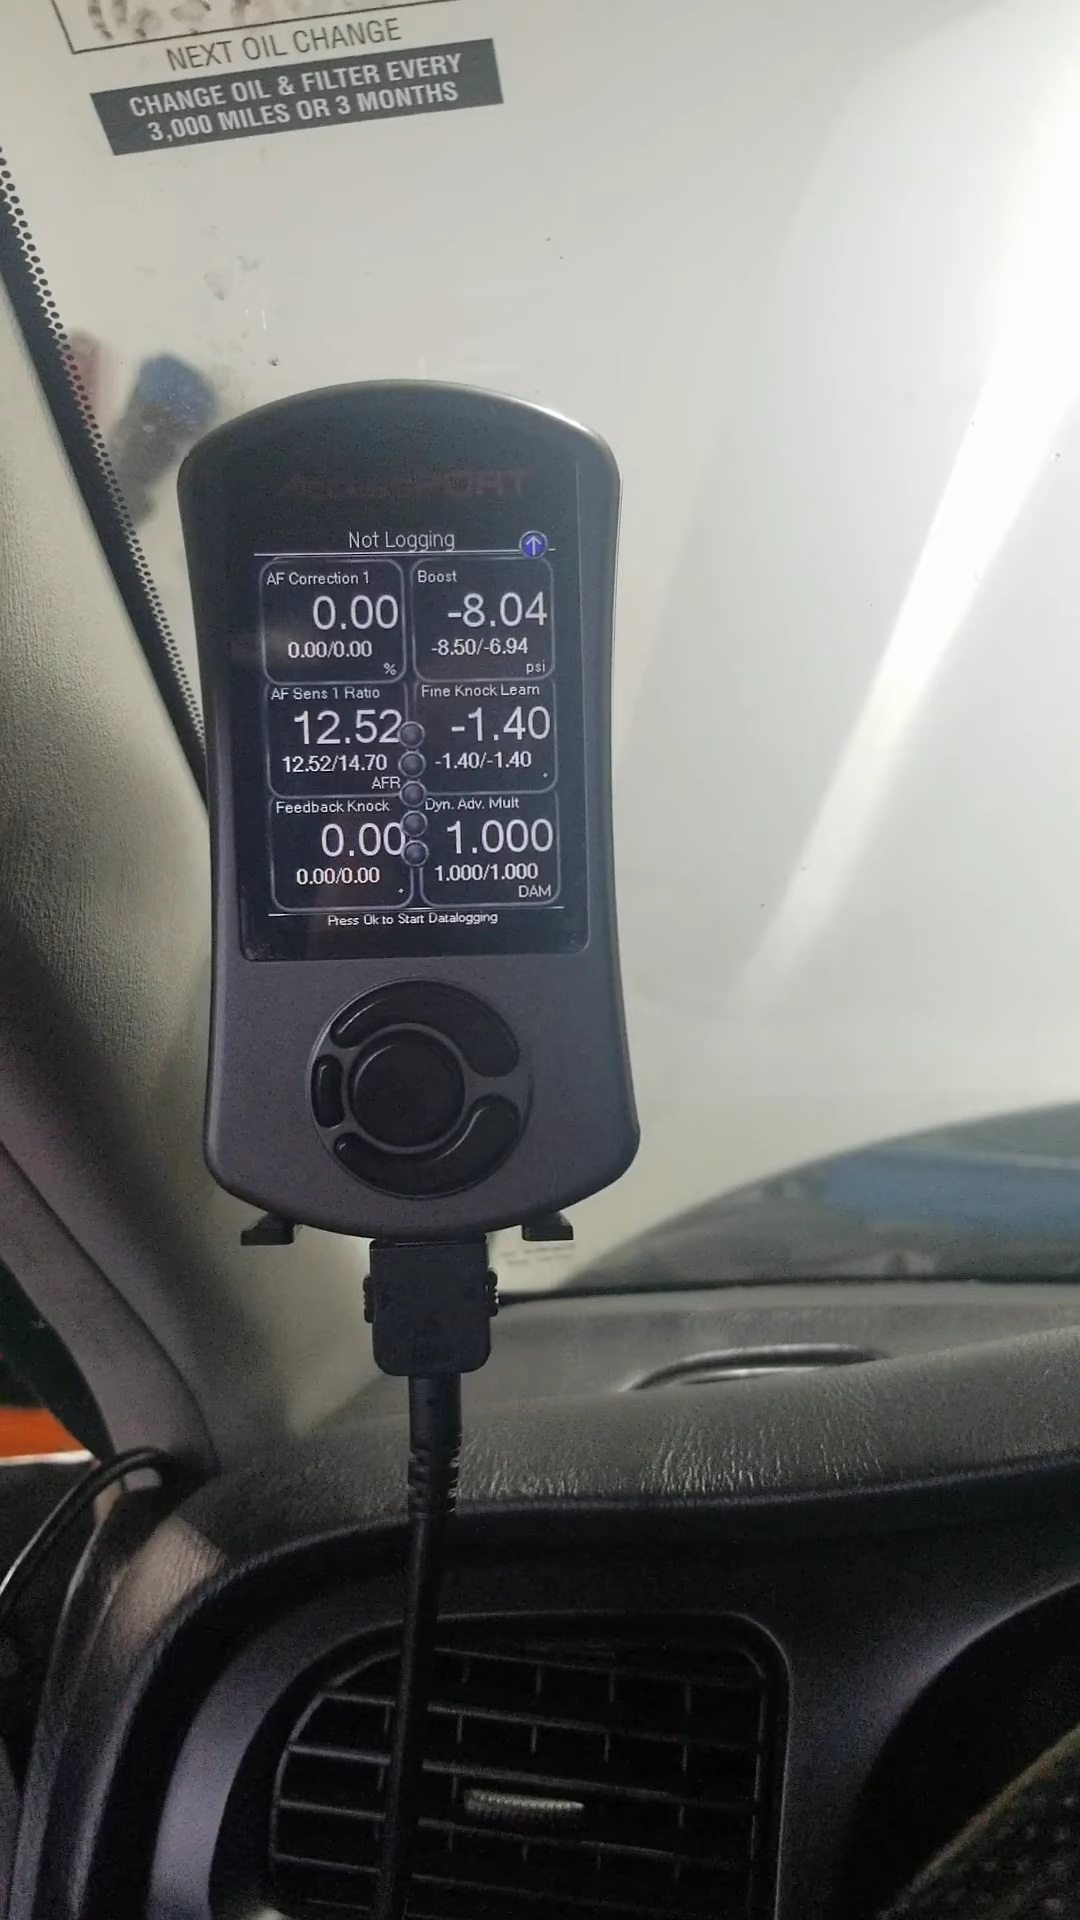 NEXT OIL CHANGE
CHANGE OIL & FILTER EVERY
3,000 MILES OR 3 MONTHS
ACCESSPORT
Not Logging
AF Correction 1
0.00
0.00/0.00
%
Boost
-8.04
-8.50/-6.94
psi
AF Sens 1 Ratio
12.52
12.52/14.70
AFR
Fine Knock Learn
-1.40
-1.40/-1.40
Feedback Knock
0.00
0.00/0.00
Dyn. Adv. Mult
1.000
1.000/1.000
DAM
Press Ok to Start Datalogging